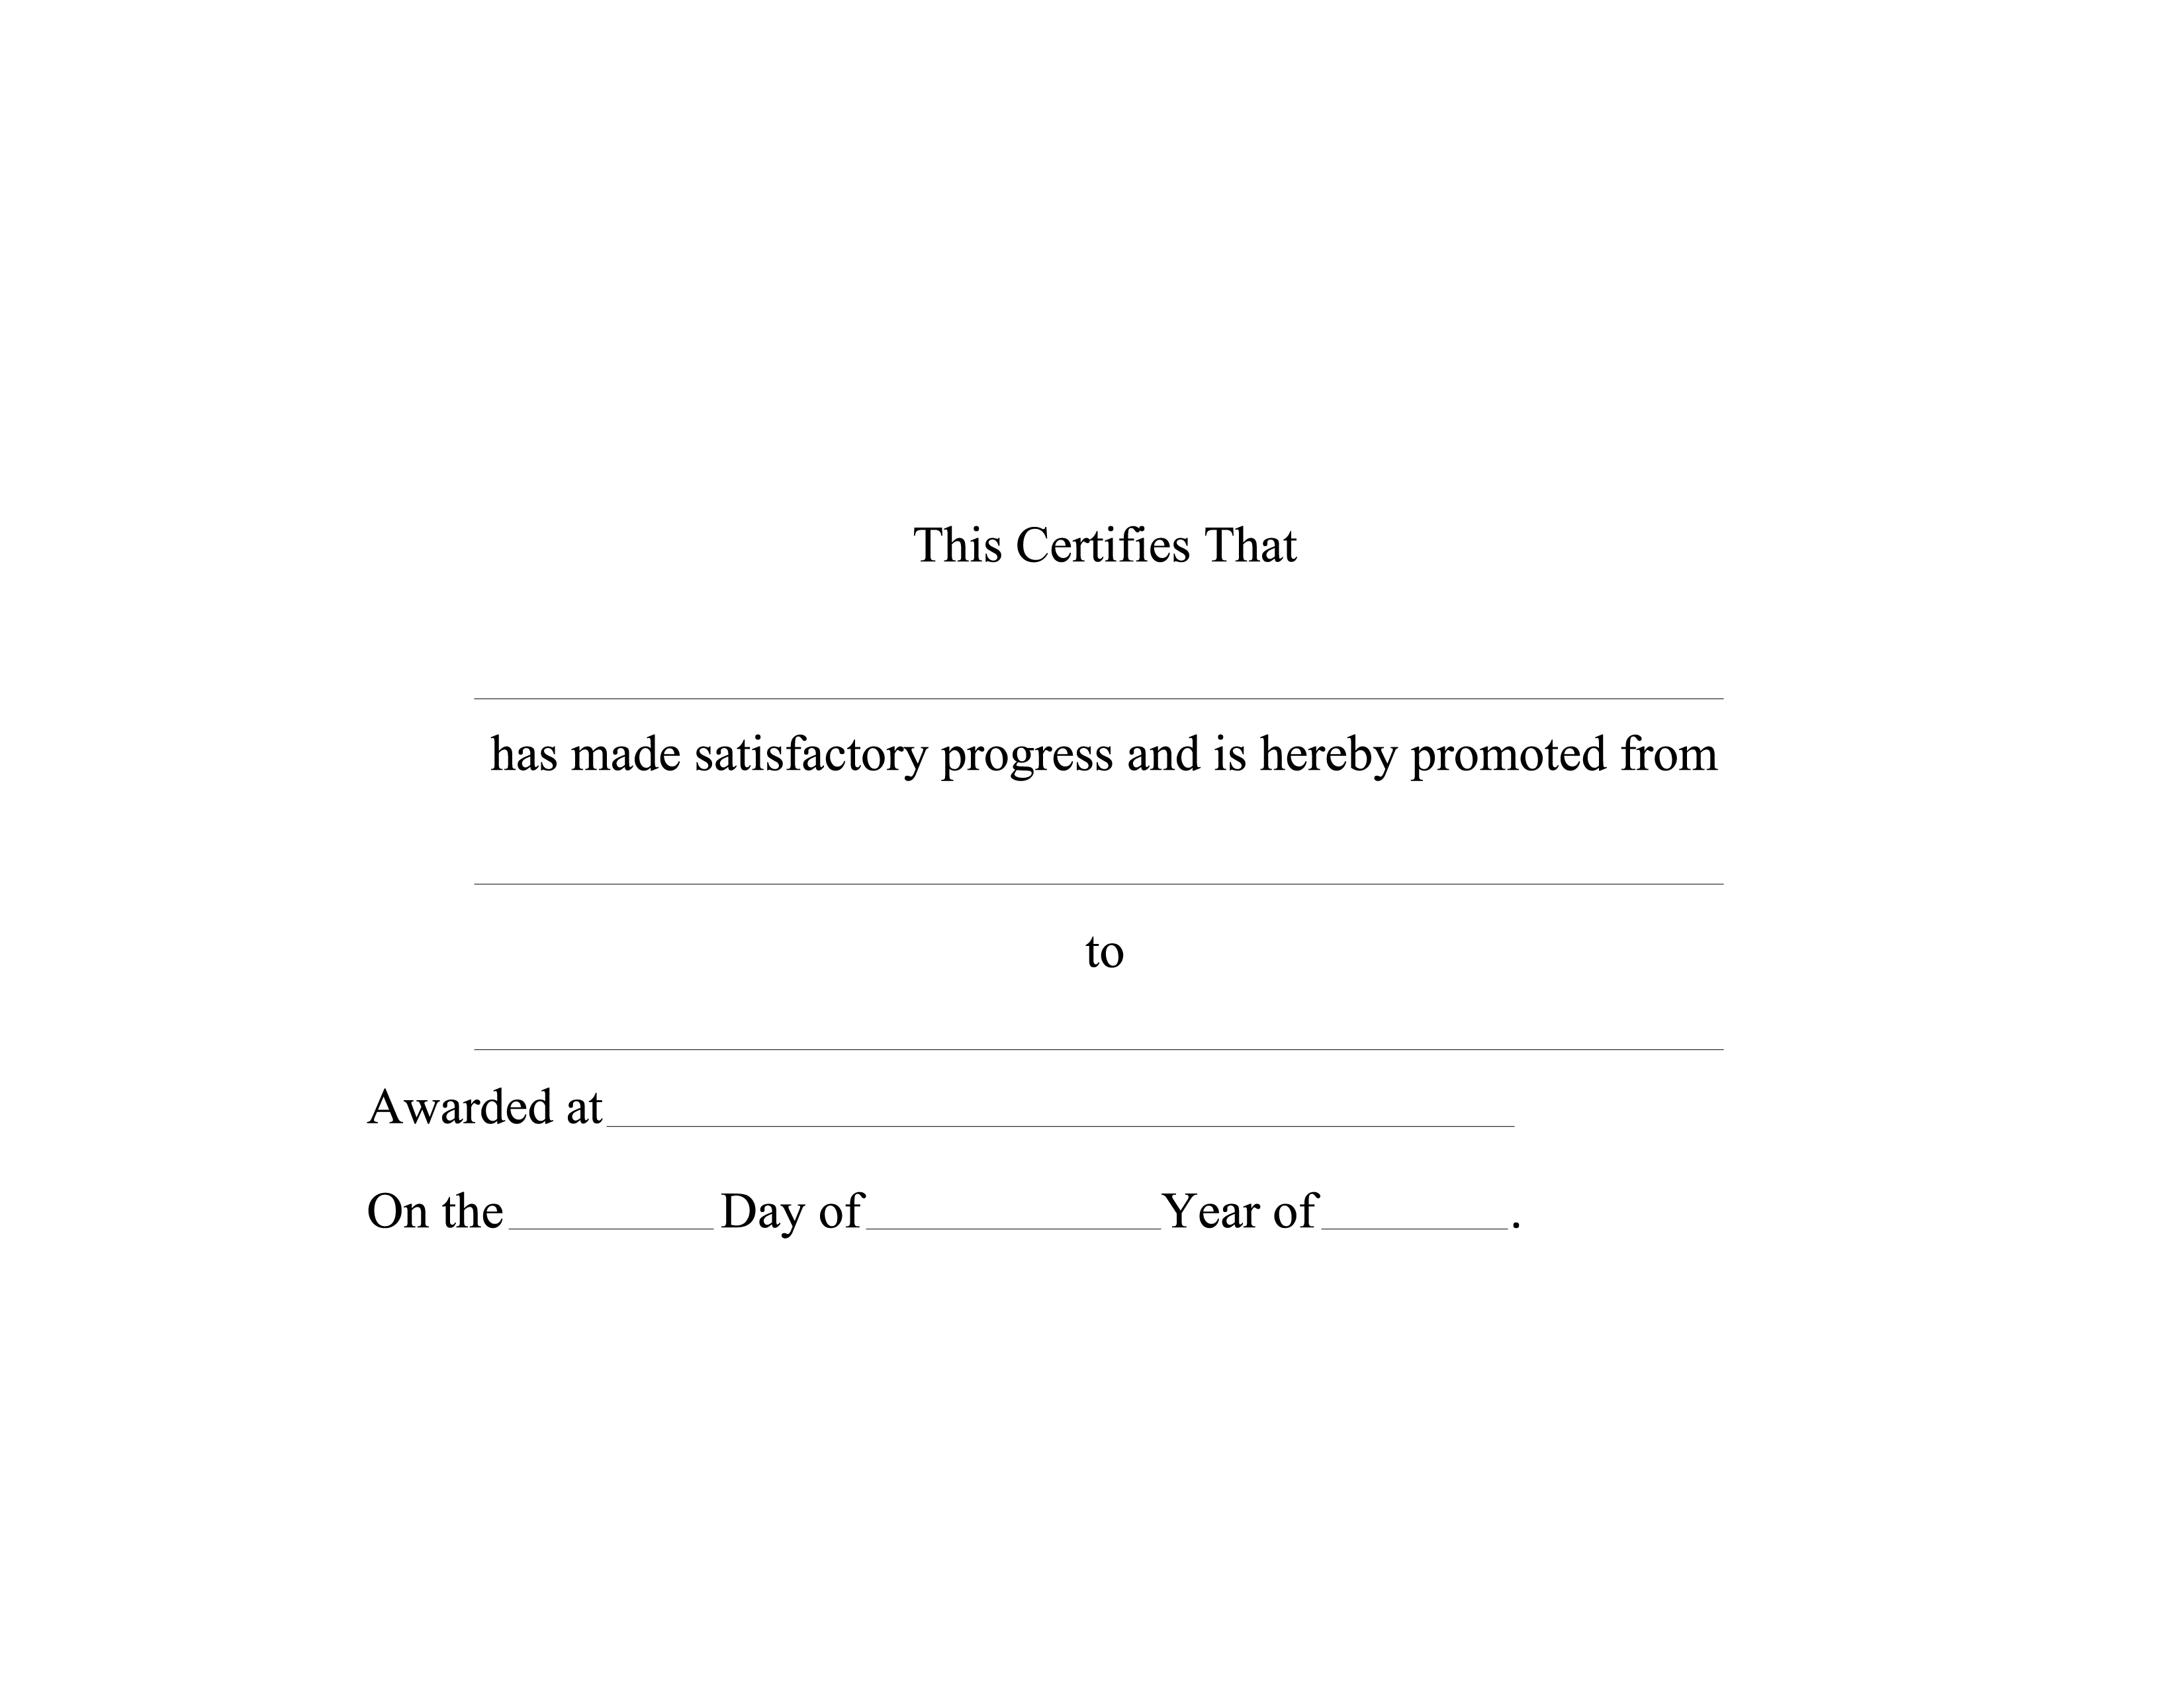 This Certifies That
has made satisfactory progress and is hereby promoted from
to
Awarded at
On the Day of Year of .